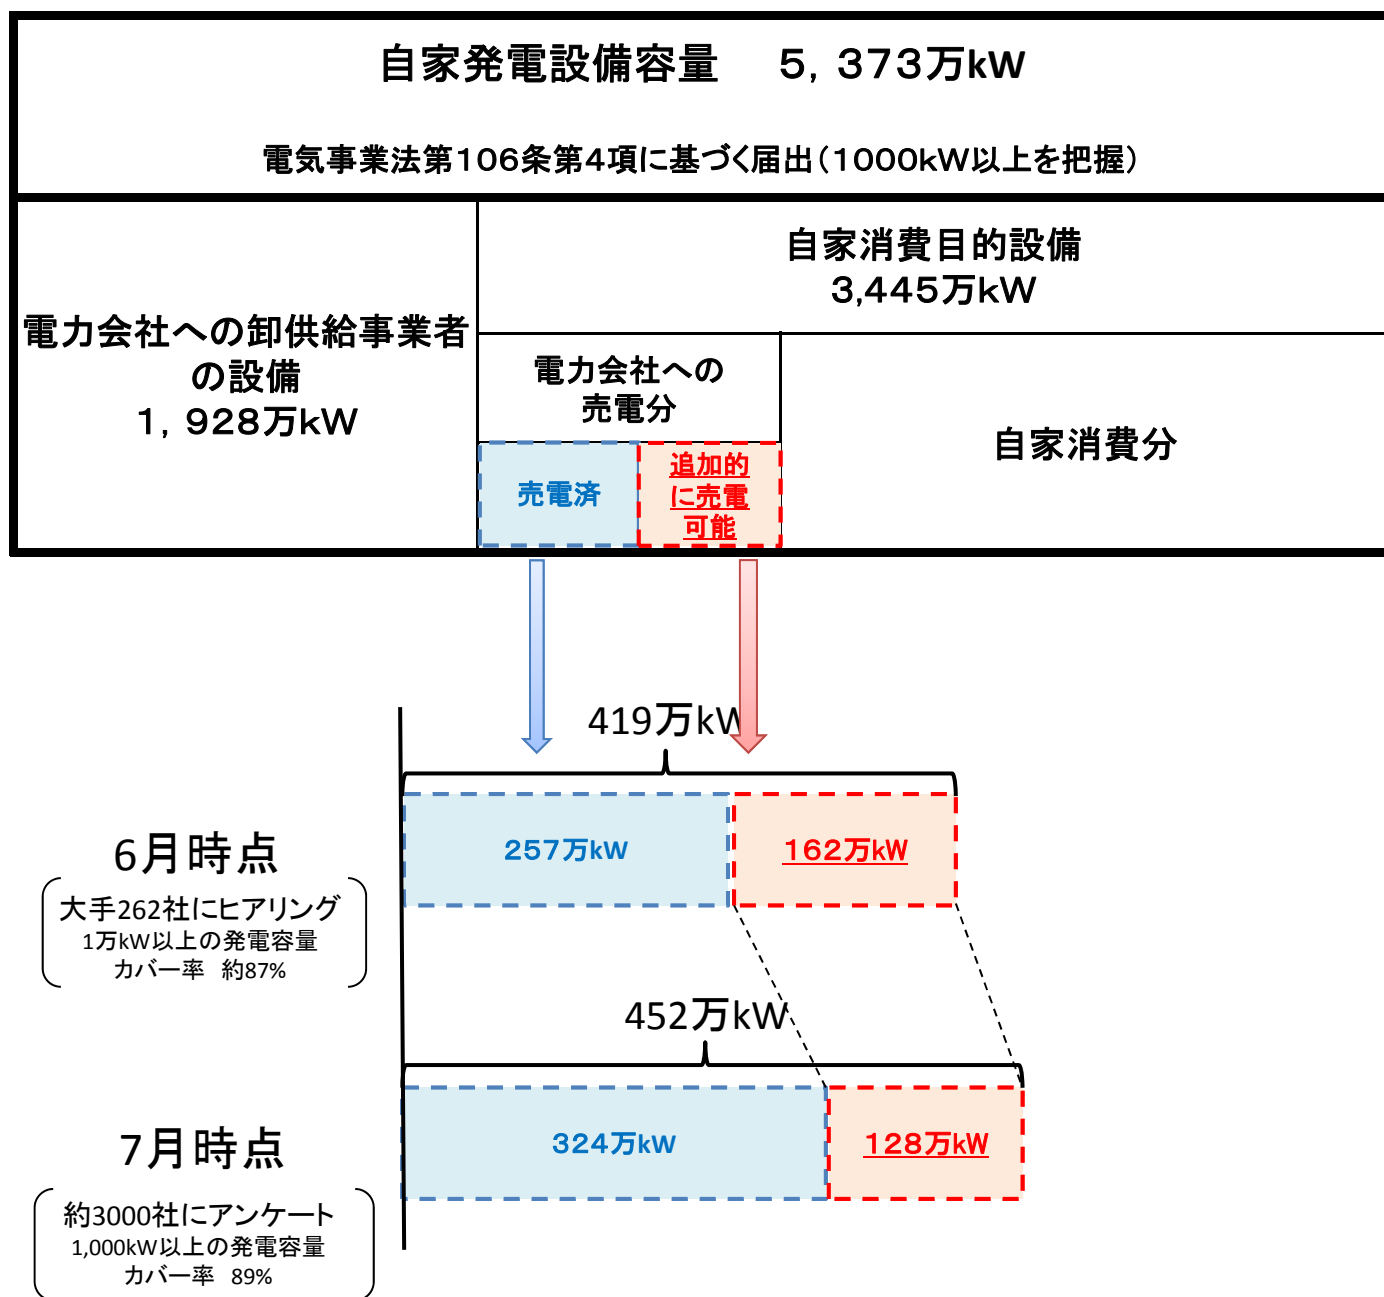 自家発電設備容量　5,373万kW
電気事業法第106条第4項に基づく届出（1000kW以上を把握）
電力会社への卸供給事業者
の設備
1,928万kW
自家消費目的設備
3,445万kW
電力会社への
売電分
売電済
追加的
に売電
可能
自家消費分
419万kW
6月時点
大手262社にヒアリング
1万kW以上の発電容量
カバー率　約87%
257万kW
162万kW
452万kW
7月時点
約3000社にアンケート
1,000kW以上の発電容量
カバー率　89%
324万kW
128万kW